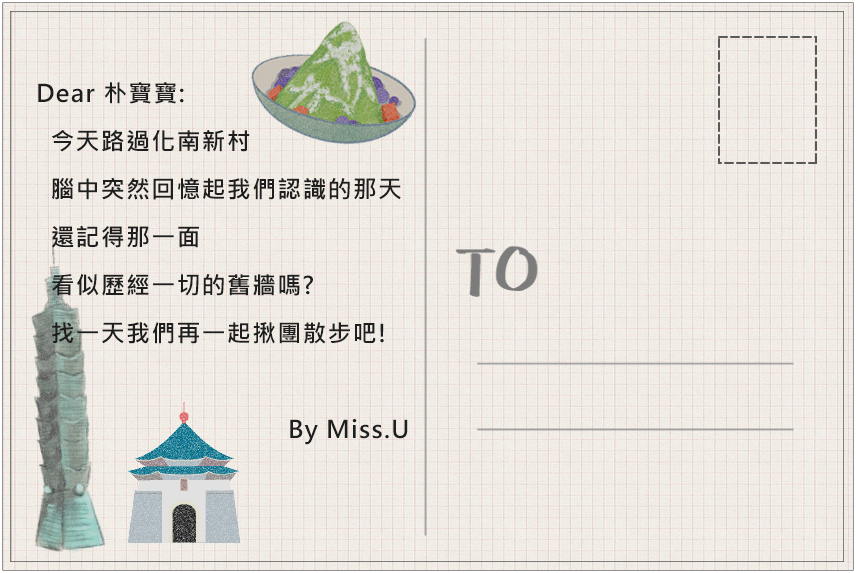 Dear 朴寶寶:
今天路過化南新村
腦中突然回憶起我們認識的那天
還記得那一面
看似歷經一切的舊牆嗎?
找一天我們再一起揪團散步吧!
By Miss.U
TO